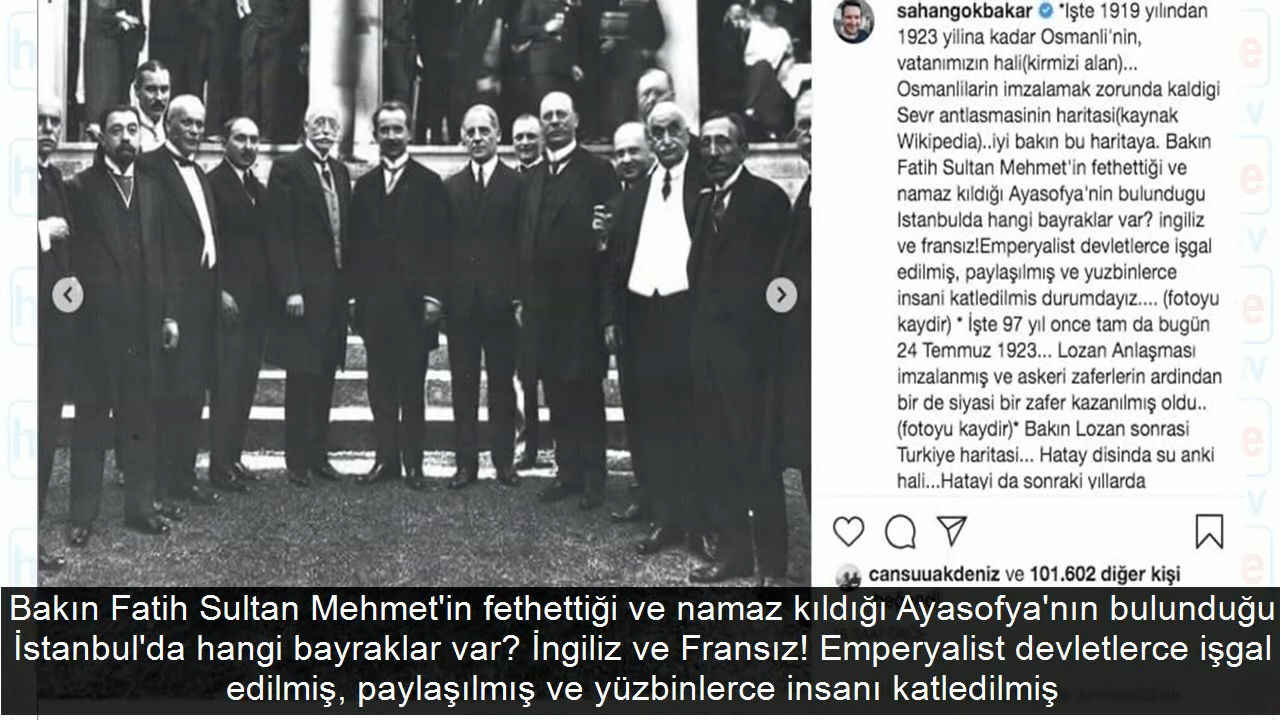 sahangokbakar *İşte 1919 yılından
1923 yilina kadar Osmanli'nin,
vatanımızın hali(kirmizi alan)...
Osmanlilarin imzalamak zorunda kaldigi
Sevr antlasmasinin haritasi(kaynak
Wikipedia)..iyi bakın bu haritaya. Bakın
Fatih Sultan Mehmet'in fethettiği ve
namaz kıldığı Ayasofya'nin bulundugu
Istanbulda hangi bayraklar var? ingiliz
ve fransız!Emperyalist devletlerce işgal
edilmiş, paylaşılmış ve yuzbinlerce
insani katledilmis durumdayız.... (fotoyu
kaydir) * İşte 97 yıl once tam da bugün
24 Temmuz 1923... Lozan Anlaşması
imzalanmış ve askeri zaferlerin ardindan
bir de siyasi bir zafer kazanılmış oldu..
(fotoyu kaydir)* Bakın Lozan sonrasi
Turkiye haritasi... Hatay disinda su anki
hali...Hatayi da sonraki yıllarda
cansuuakdeniz ve 101.602 diğer kişi
Bakın Fatih Sultan Mehmet'in fethettiği ve namaz kıldığı Ayasofya'nın bulunduğu
İstanbul'da hangi bayraklar var? İngiliz ve Fransız! Emperyalist devletlerce işgal
edilmiş, paylaşılmış ve yüzbinlerce insanı katledilmiş